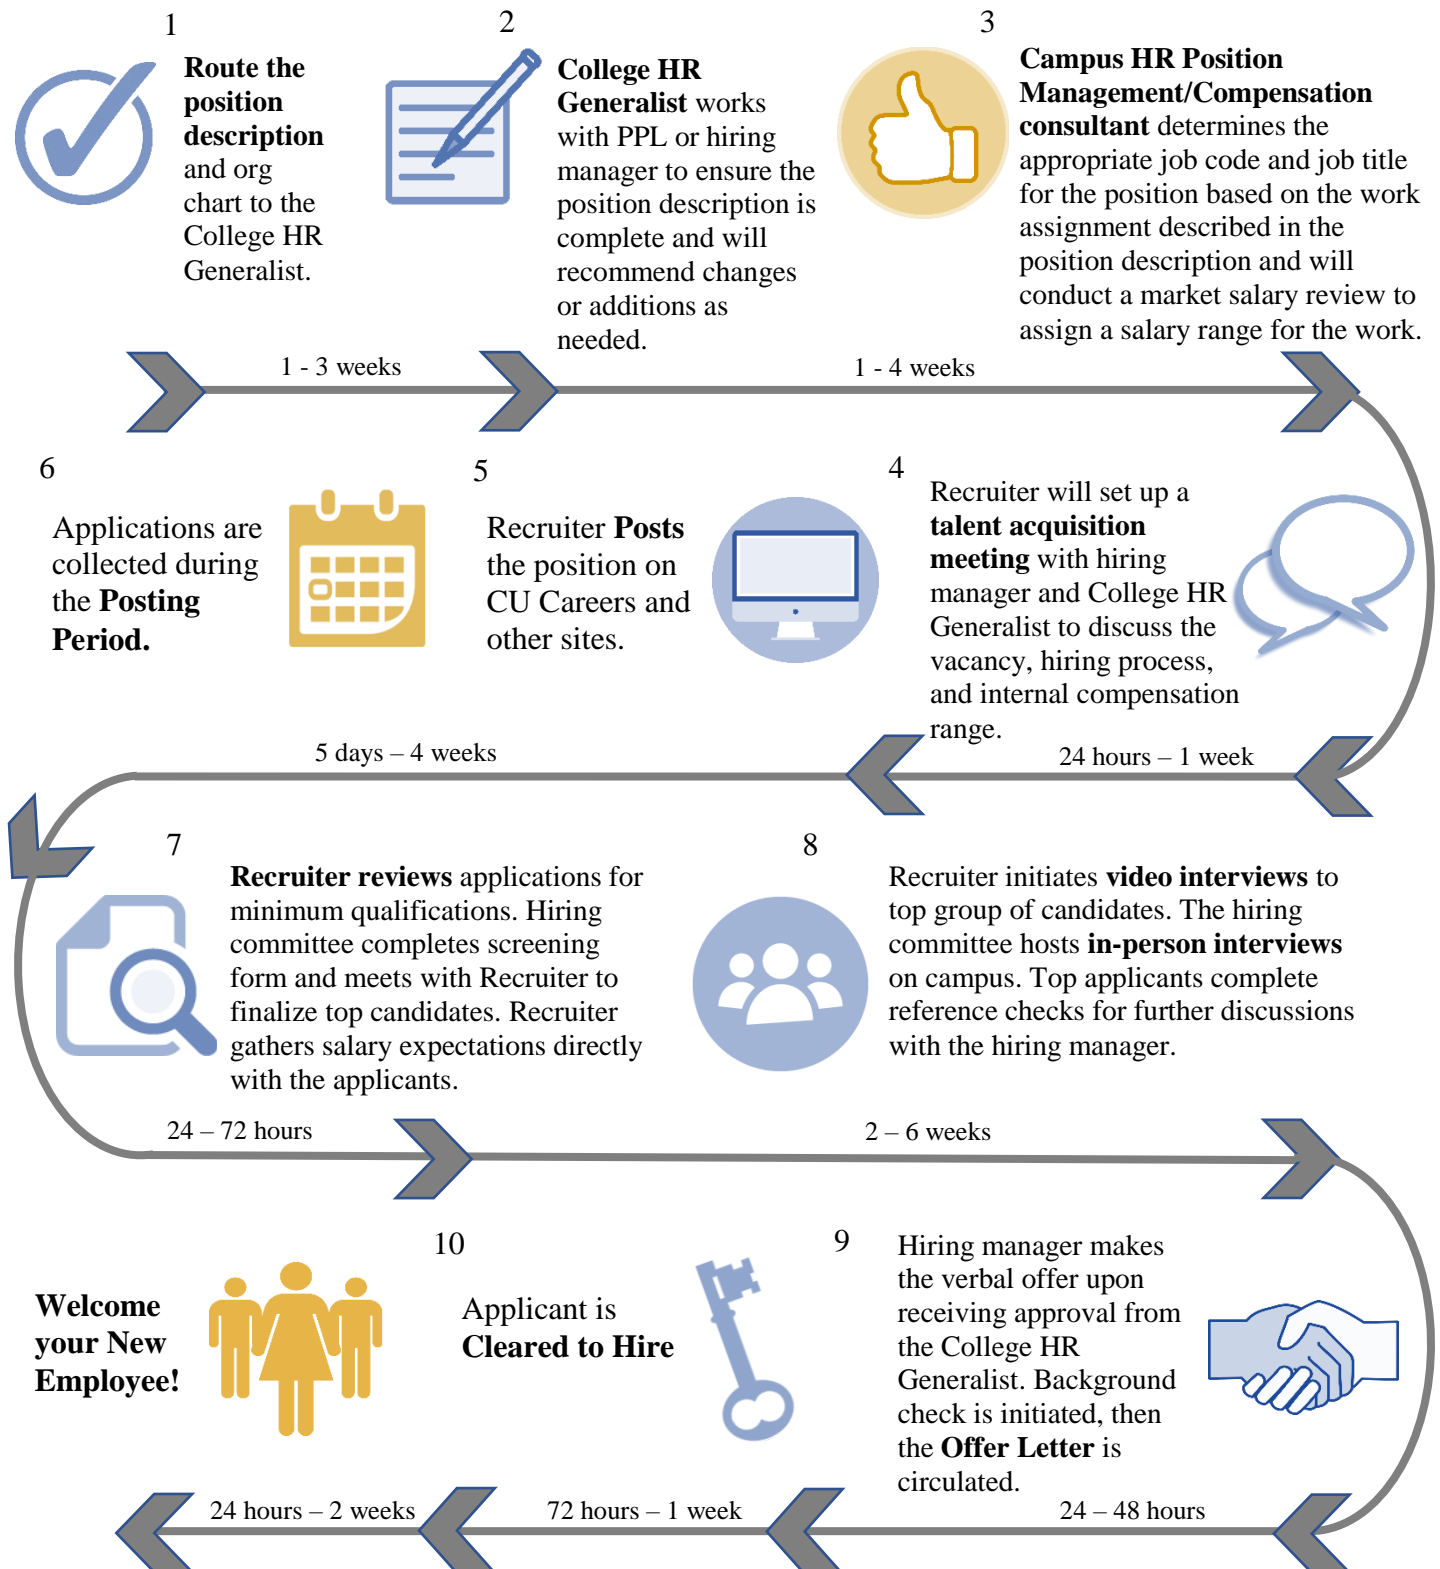 1
Route the
position
description
and org
chart to the
College HR
Generalist.
2
College HR
Generalist works
with PPL or hiring
manager to ensure the
position description is
complete and will
recommend changes
or additions as
needed.
3
Campus HR Position
Management/Compensation
consultant determines the
appropriate job code and job title
for the position based on the work
assignment described in the
position description and will
conduct a market salary review to
assign a salary range for the work.
1 - 3 weeks
1 - 4 weeks
4
Recruiter will set up a
talent acquisition
meeting with hiring
manager and College HR
Generalist to discuss the
vacancy, hiring process,
and internal compensation
range.
5
Recruiter Posts
the position on
CU Careers and
other sites.
6
Applications are
collected during
the Posting
Period.
24 hours – 1 week
5 days – 4 weeks
7
Recruiter reviews applications for
minimum qualifications. Hiring
committee completes screening
form and meets with Recruiter to
finalize top candidates. Recruiter
gathers salary expectations directly
with the applicants.
8
Recruiter initiates video interviews to
top group of candidates. The hiring
committee hosts in-person interviews
on campus. Top applicants complete
reference checks for further discussions
with the hiring manager.
24 – 72 hours
2 – 6 weeks
9
Hiring manager makes
the verbal offer upon
receiving approval from
the College HR
Generalist. Background
check is initiated, then
the Offer Letter is
circulated.
10
Applicant is
Cleared to Hire
Welcome
your New
Employee!
24 – 48 hours
72 hours – 1 week
24 hours – 2 weeks